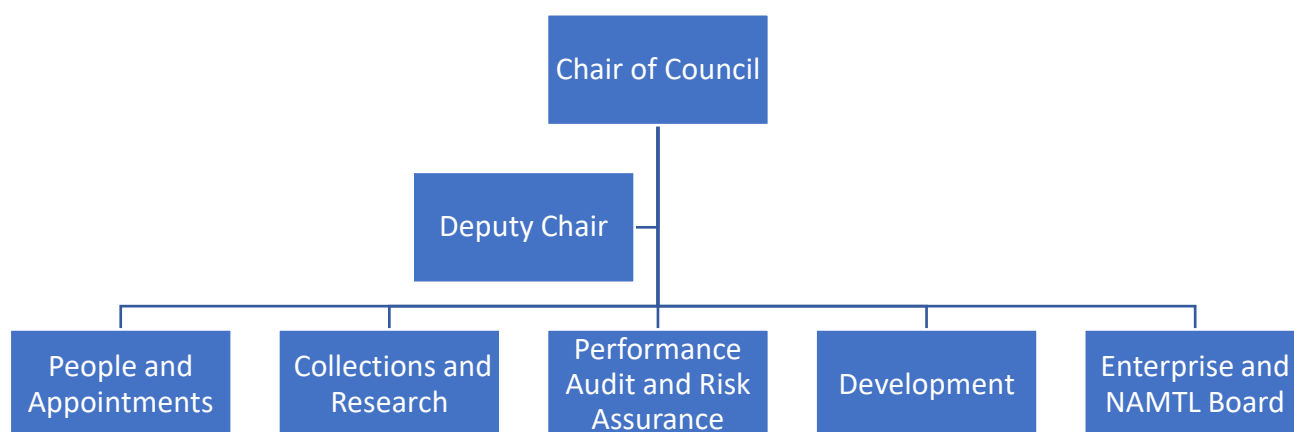 Chair of Council
Deputy Chair
People and
Appointments
Collections and
Research
Performance
Audit and Risk
Assurance
Development
Enterprise and
NAMTL Board